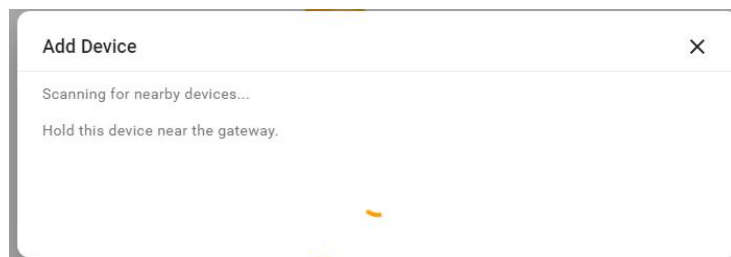 Add Device
Scanning for nearby devices...
Hold this device near the gateway.